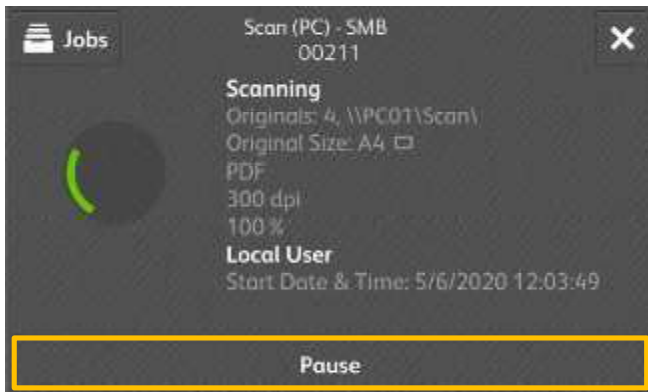 Jobs
Scan (PC) - SMB
00211
Scanning
Originals: 4, \\PC01\Scan\
Original Size: A4
PDF
300 dpi
100 %
Local User
Start Date & Time: 5/6/2020 12:03:49
Pause